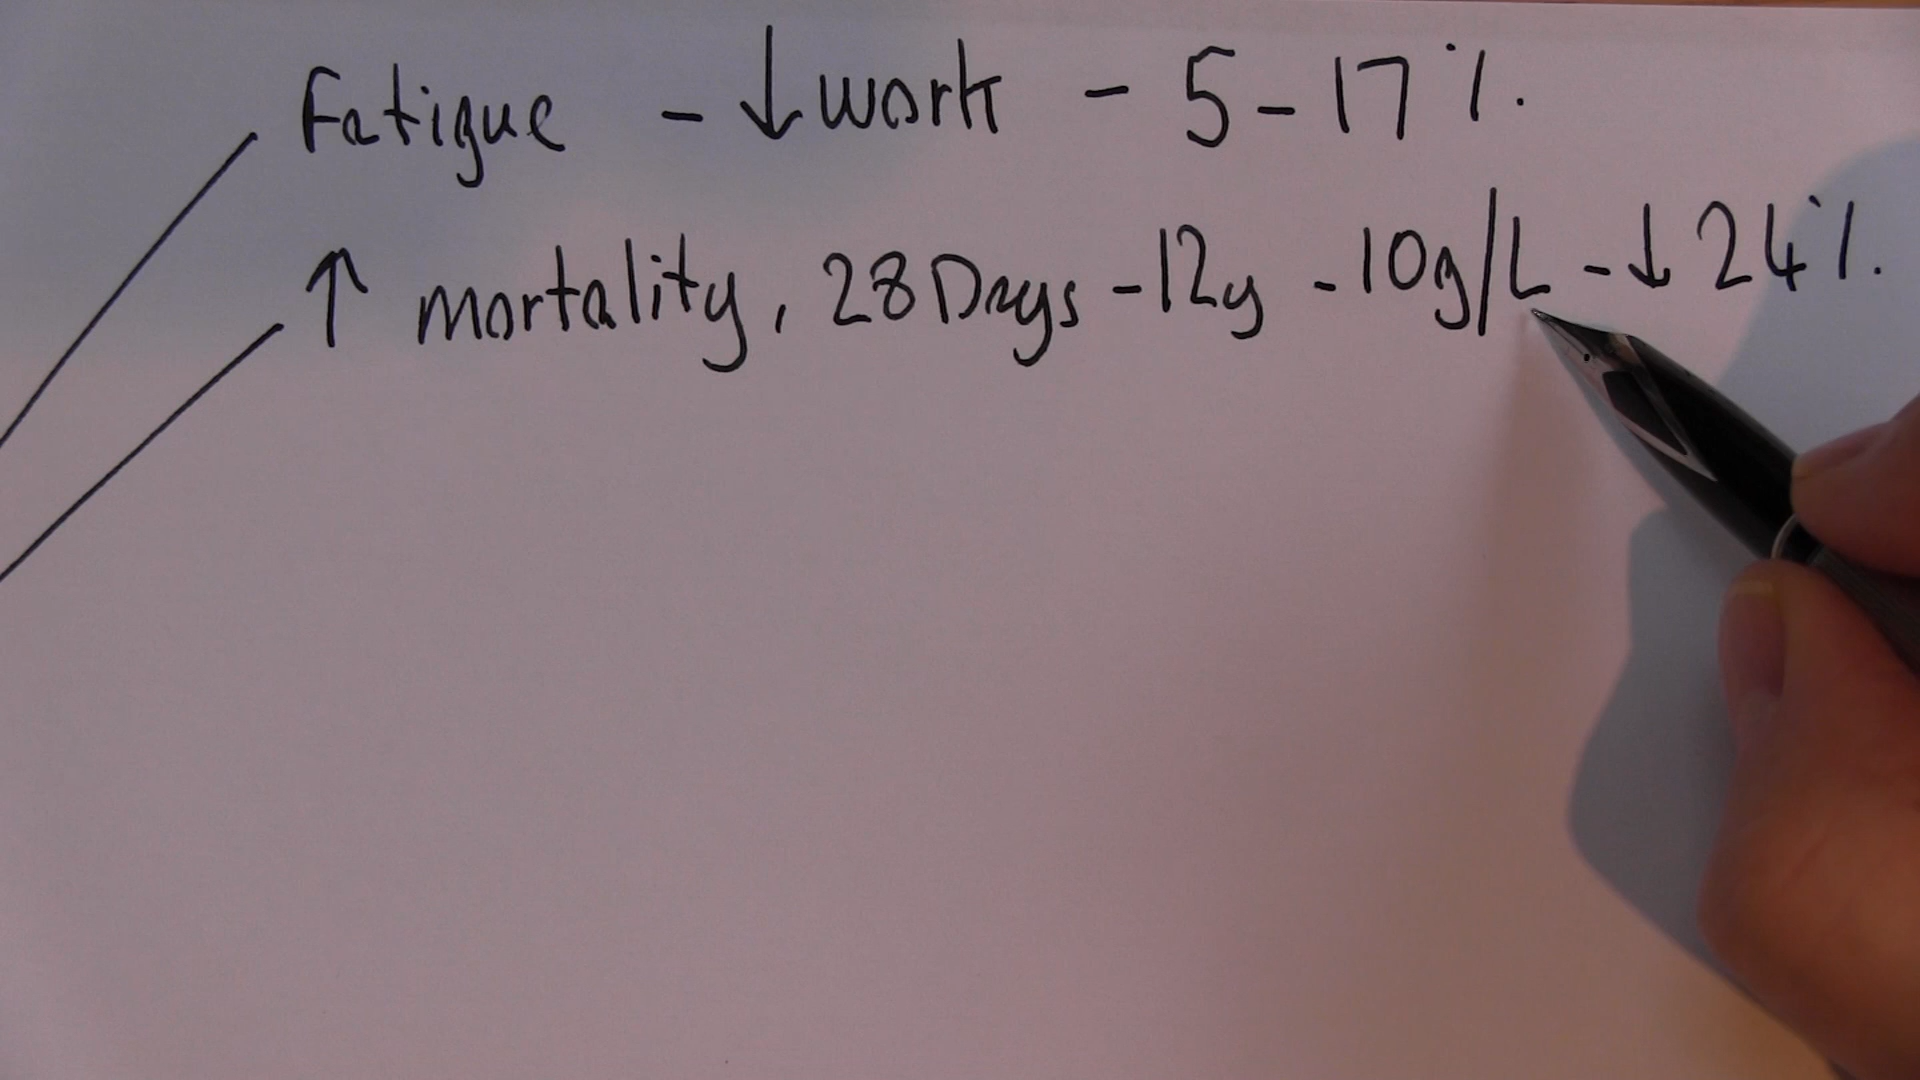 Fatigue - ↓ work - 5-17%.
↑ mortality, 28 Days - 12y - 10g/L - ↓ 24%.